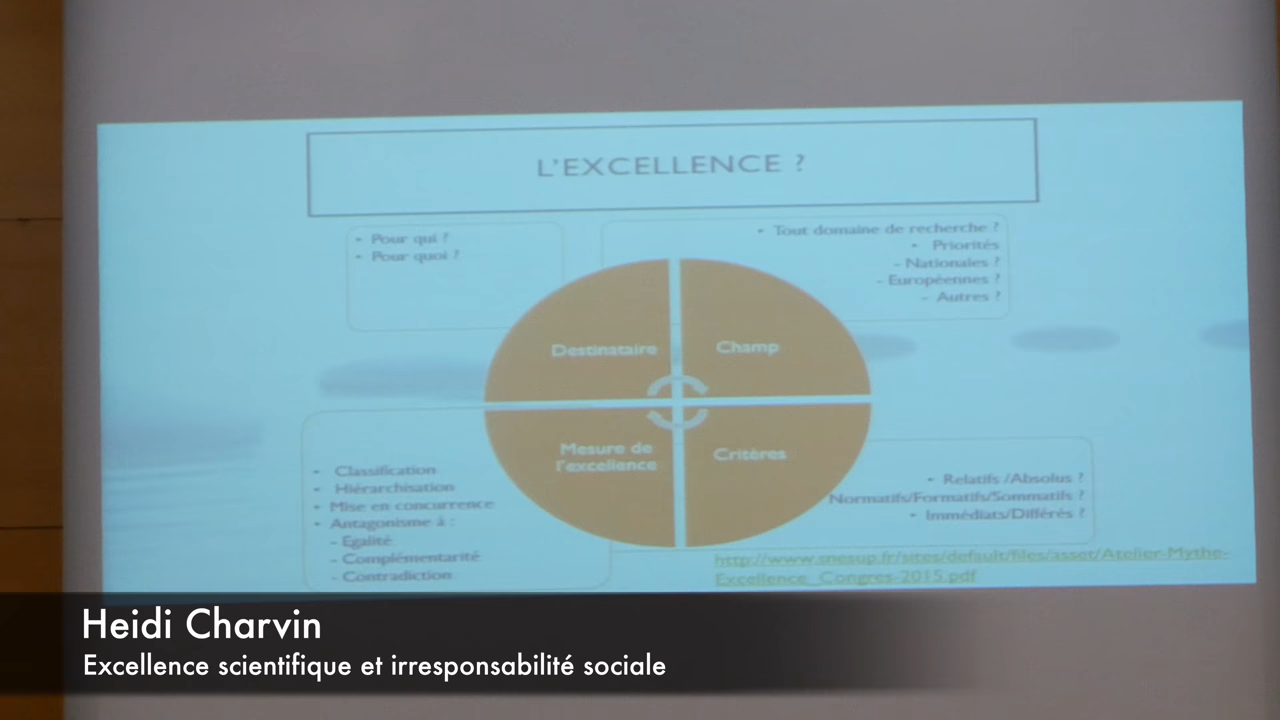 L'EXCELLENCE ?
• Pour qui ?
• Pour quoi ?
• Tout domaine de recherche ?
• Priorités
- Nationales ?
- Européennes ?
- Autres ?
Destinataire
Champ
Mesure de
l'excellence
Critères
• Classification
• Hiérarchisation
• Mise en concurrence
• Antagonisme à :
- Egalité
- Complémentarité
- Contradiction
• Relatifs /Absolus ?
Normatifs/Formatifs/Sommatifs ?
• Immédiats/Différés ?
http://www.snesup.fr/sites/default/files/asset/Atelier-Mythe-
Excellence_Congres-2015.pdf
Heidi Charvin
Excellence scientifique et irresponsabilité sociale